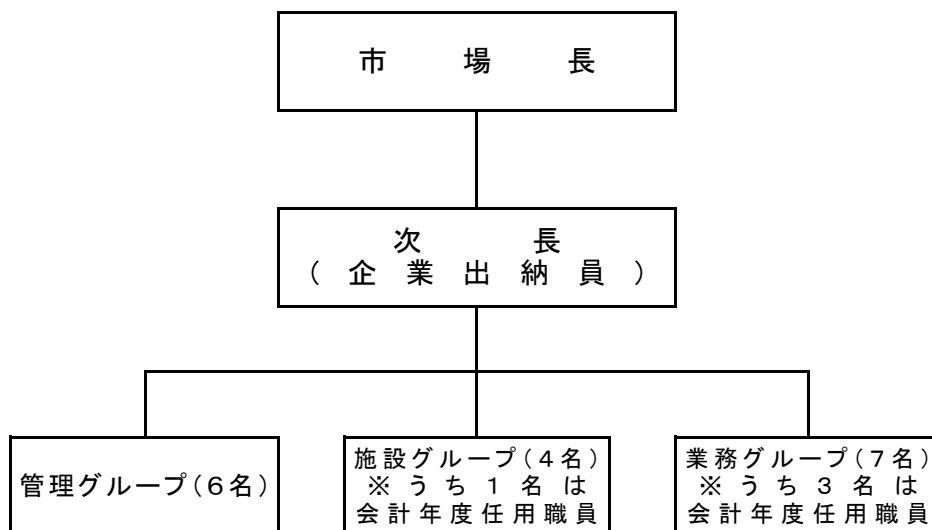 市場長
次長
(企業出納員)
管理グループ(6名)
施設グループ(4名)
※うち1名は
会計年度任用職員
業務グループ(7名)
※うち3名は
会計年度任用職員